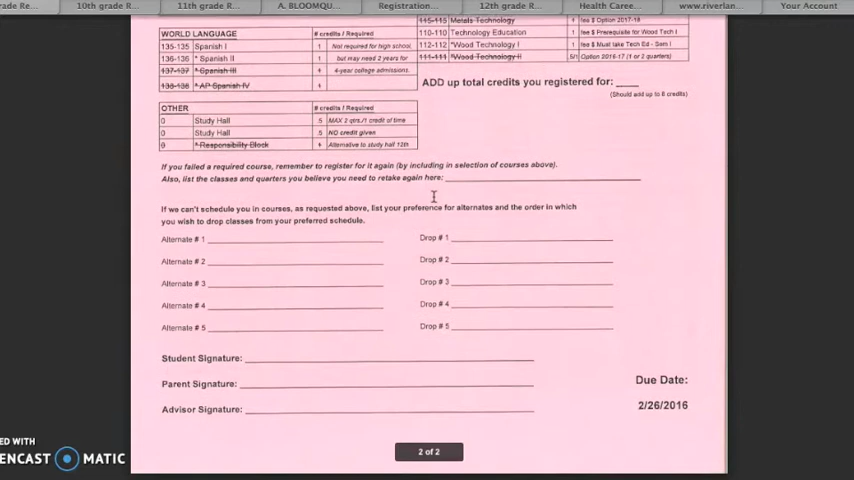 rade Re...
10th grade R...
11th grade R...
A. BLOOMQU...
Registration...
12th grade R...
Health Caree...
www.riverlan...
Your Account
115-115 Metals Technology 1 fee $ Option 2017-18
110-110 Technology Education 1 fee $ Prerequisite for Wood Tech I
112-112 *Wood Technology I 1 fee $ Must take Tech Ed - Sem I
111-111 *Wood Technology II .5/1 Option 2016-17 (1 or 2 quarters)
WORLD LANGUAGE # credits / Required
135-135 Spanish I 1 Not required for high school,
136-136 * Spanish II 1 but may need 2 years for
137-137 * Spanish III 1 4-year college admissions.
138-138 * AP Spanish IV 1
ADD up total credits you registered for: ____
(Should add up to 8 credits)
OTHER # credits / Required
0 Study Hall .5 MAX 2 qtrs./1 credit of time
0 Study Hall .5 NO credit given
0 * Responsibility Block Alternative to study hall 12th
If you failed a required course, remember to register for it again (by including in selection of courses above).
Also, list the classes and quarters you believe you need to retake again here:
If we can't schedule you in courses, as requested above, list your preference for alternates and the order in which
you wish to drop classes from your preferred schedule.
Alternate # 1 Drop # 1
Alternate # 2 Drop # 2
Alternate # 3 Drop # 3
Alternate #4 Drop # 4
Alternate # 5 Drop # 5
Student Signature:
Parent Signature:
Advisor Signature:
Due Date:
2/26/2016
2 of 2
ED WITH
ENCAST MATIC